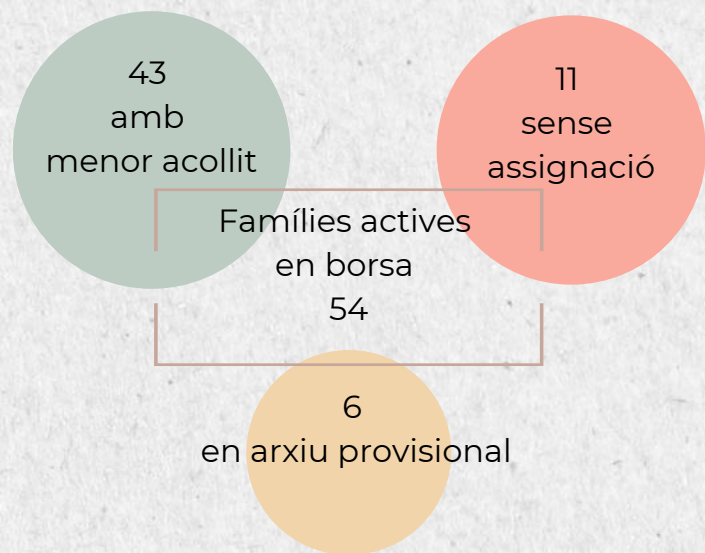 43
amb
menor acollit
11
sense
assignació
Famílies actives
en borsa
54
6
en arxiu provisional